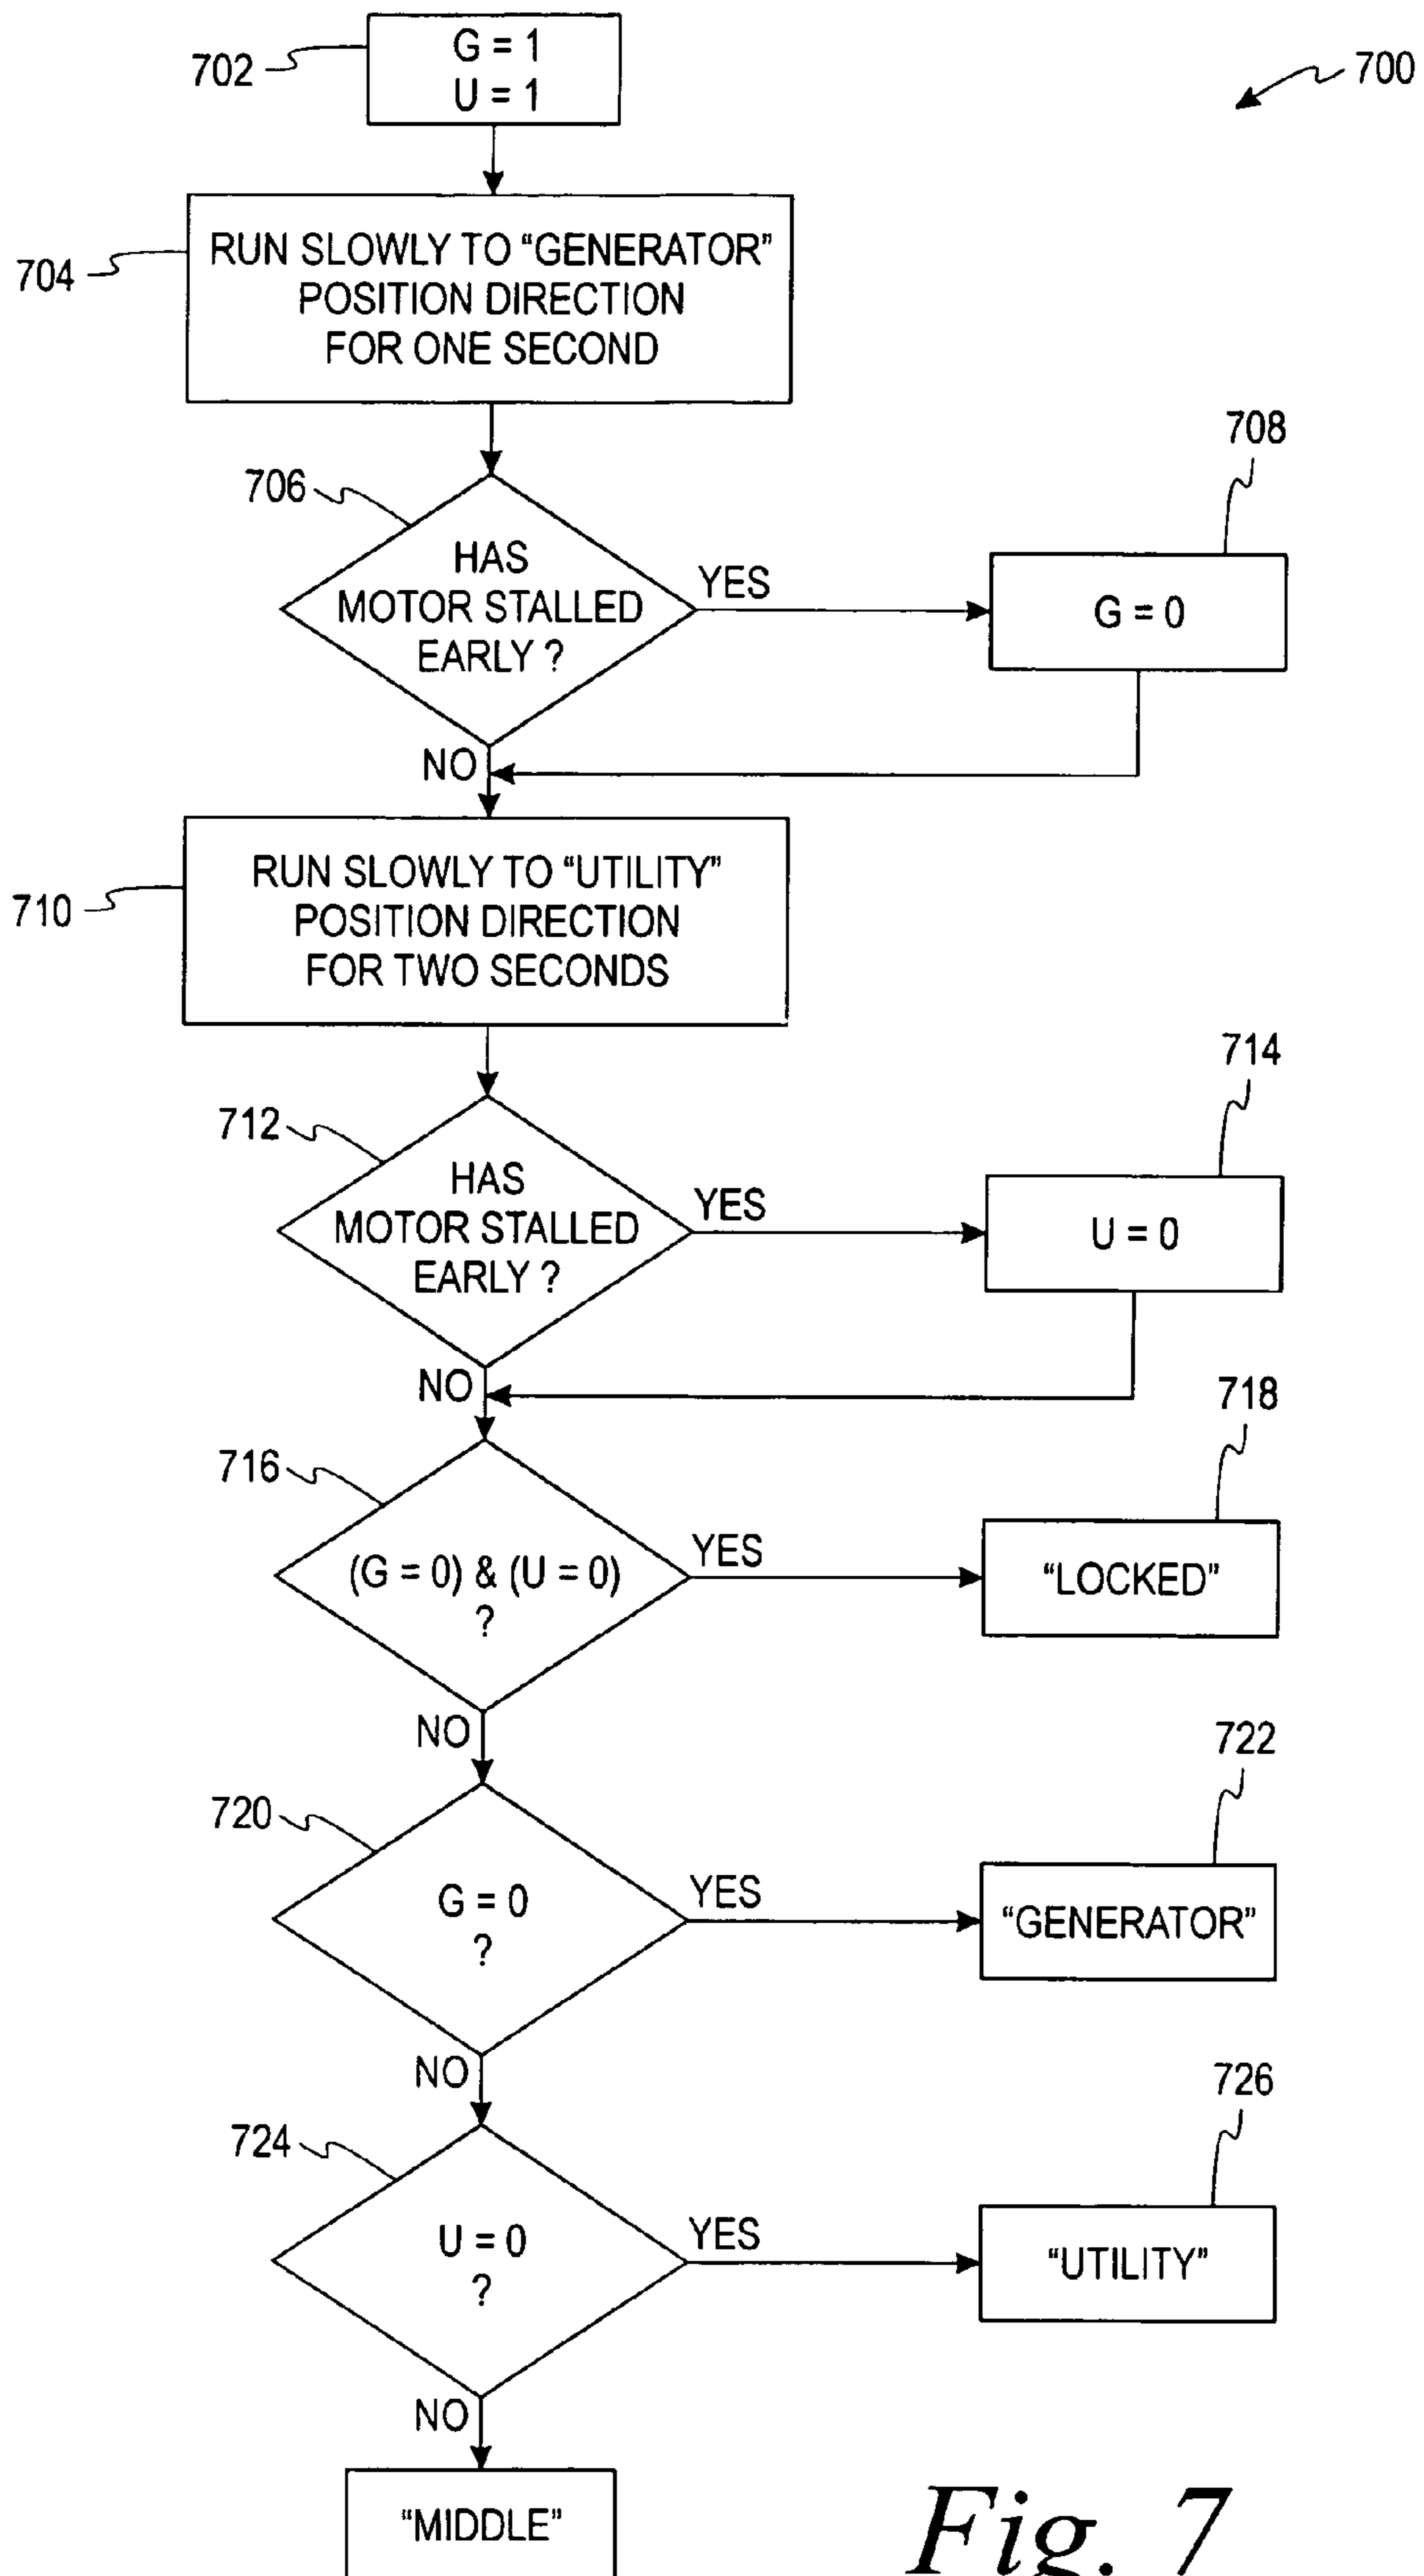 G = 1
U = 1
702
700
RUN SLOWLY TO “GENERATOR”
POSITION DIRECTION
FOR ONE SECOND
704
708
706
HAS
MOTOR STALLED
EARLY ?
YES
G = 0
NO
RUN SLOWLY TO “UTILITY”
POSITION DIRECTION
FOR TWO SECONDS
710
714
712
HAS
MOTOR STALLED
EARLY ?
YES
U = 0
NO
718
716
(G = 0) & (U = 0)
?
YES
“LOCKED”
NO
722
720
G = 0
?
YES
“GENERATOR”
NO
726
724
U = 0
?
YES
“UTILITY”
NO
“MIDDLE”
Fig. 7